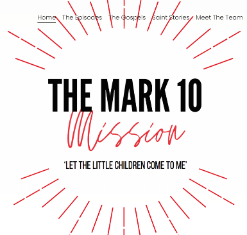 Home The Episodes The Gospels Saint Stories Meet The Team
THE MARK 10
Mission
'LET THE LITTLE CHILDREN COME TO ME'